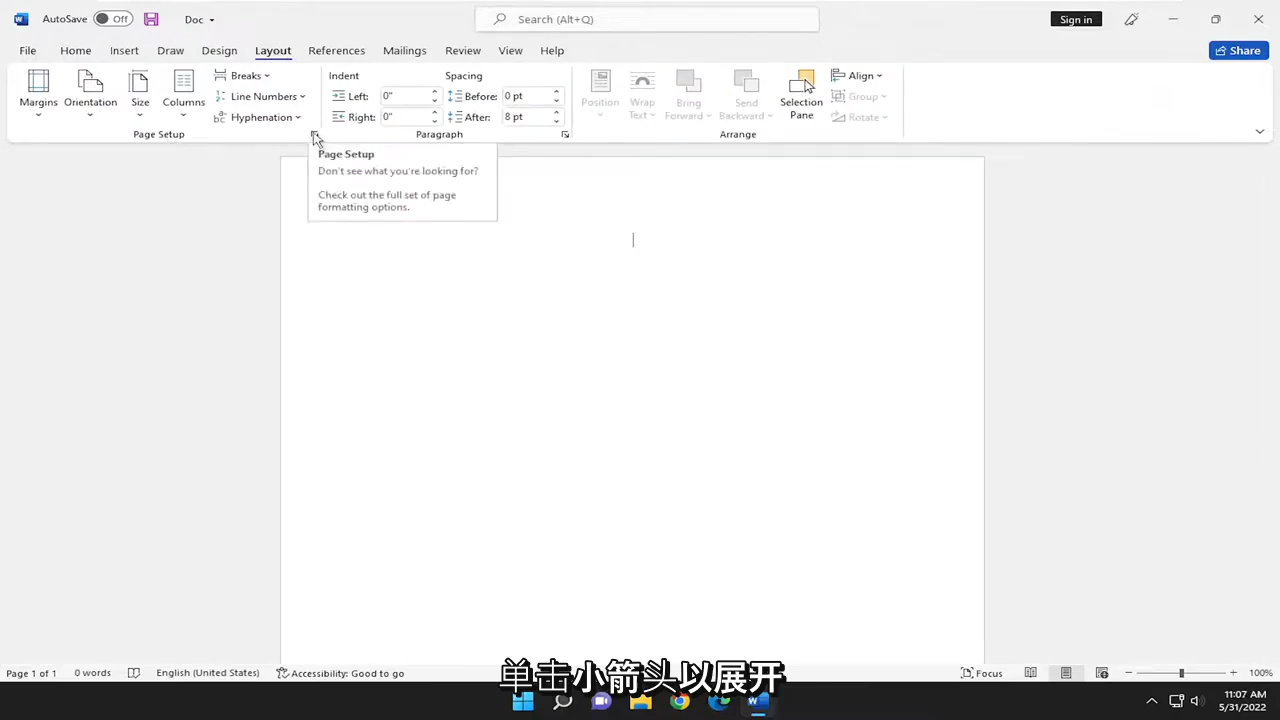 AutoSave Off Doc Search (Alt+Q) Sign in
File Home Insert Draw Design Layout References Mailings Review View Help Share
Margins Orientation Size Columns
Breaks
Line Numbers
Hyphenation
Page Setup
Indent Spacing
Left: 0" Before: 0 pt
Right: 0" After: 8 pt
Paragraph
Position Wrap Text Bring Forward Send Backward Selection Pane
Align
Group
Rotate
Arrange
Page Setup
Don't see what you're looking for?
Check out the full set of page
formatting options.
Page 1 of 1 0 words English (United States) Accessibility: Good to go Focus 100%
单击小箭头以展开
11:07 AM
5/31/2022